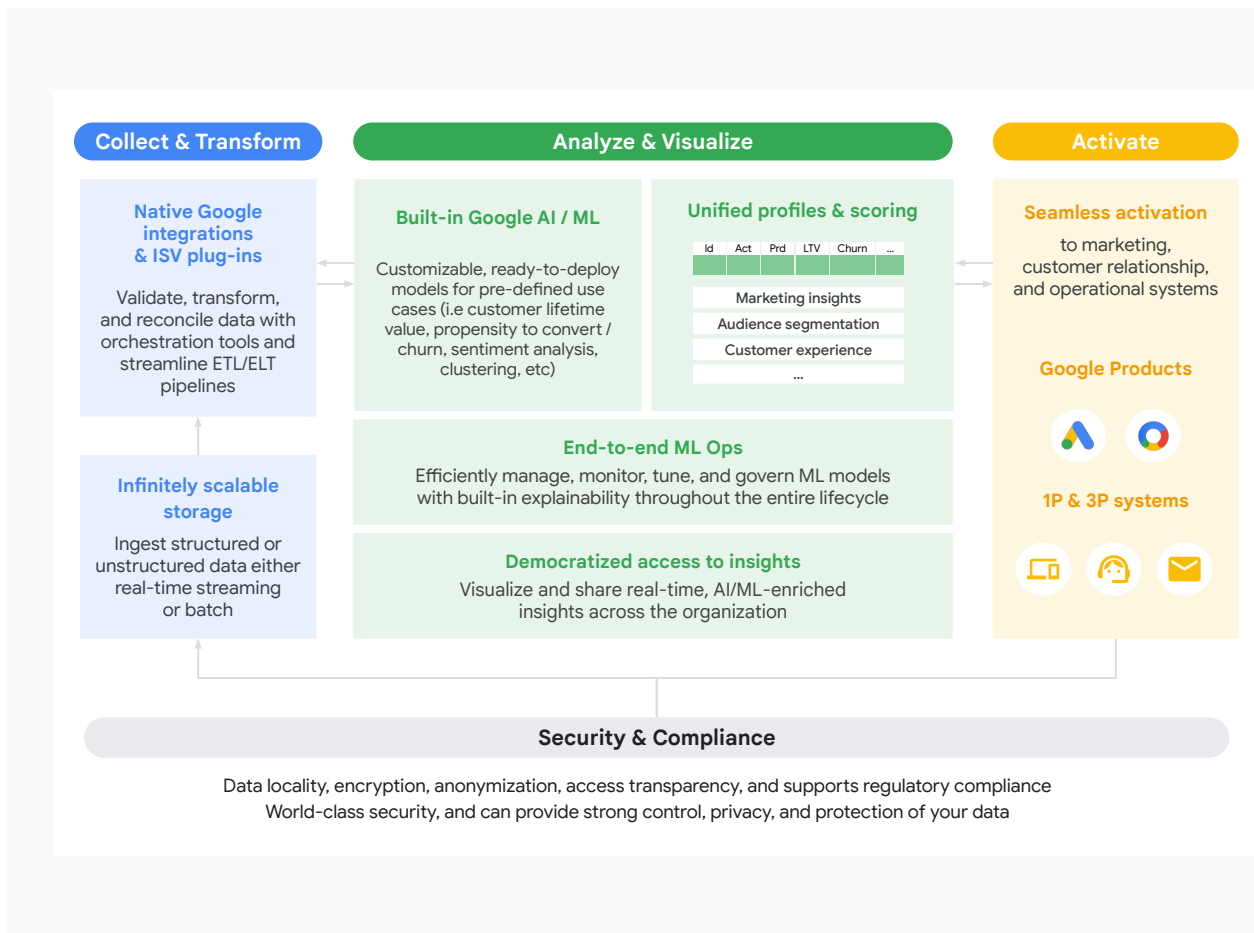 Collect & Transform
Native Google
integrations
& ISV plug-ins
Validate, transform,
and reconcile data with
orchestration tools and
streamline ETL/ELT
pipelines
Infinitely scalable
storage
Ingest structured or
unstructured data either
real-time streaming
or batch
Analyze & Visualize
Built-in Google AI / ML
Customizable, ready-to-deploy
models for pre-defined use
cases (i.e customer lifetime
value, propensity to convert /
churn, sentiment analysis,
clustering, etc)
Unified profiles & scoring
Id Act Prd LTV Churn ...
Marketing insights
Audience segmentation
Customer experience
...
End-to-end ML Ops
Efficiently manage, monitor, tune, and govern ML models
with built-in explainability throughout the entire lifecycle
Democratized access to insights
Visualize and share real-time, AI/ML-enriched
insights across the organization
Activate
Seamless activation
to marketing,
customer relationship,
and operational systems
Google Products
1P & 3P systems
Security & Compliance
Data locality, encryption, anonymization, access transparency, and supports regulatory compliance
World-class security, and can provide strong control, privacy, and protection of your data